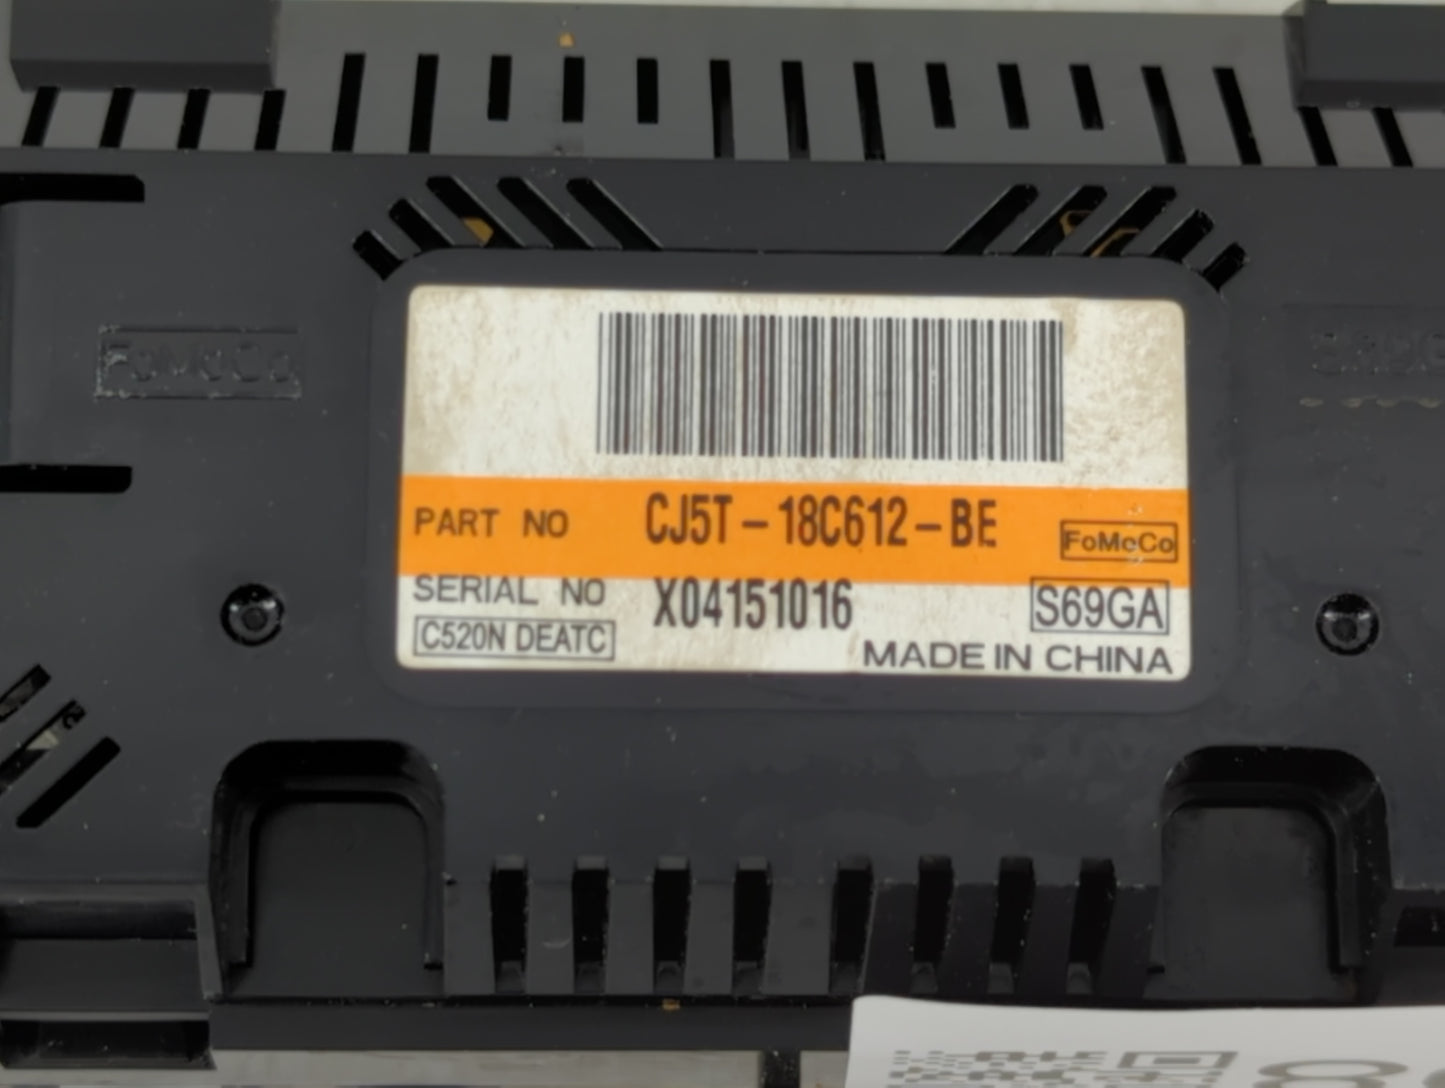 FoMoCo
PART NO CJ5T-18C612-BE FoMoCo
SERIAL NO X04151016 S69GA
C520N DEATC
MADE IN CHINA